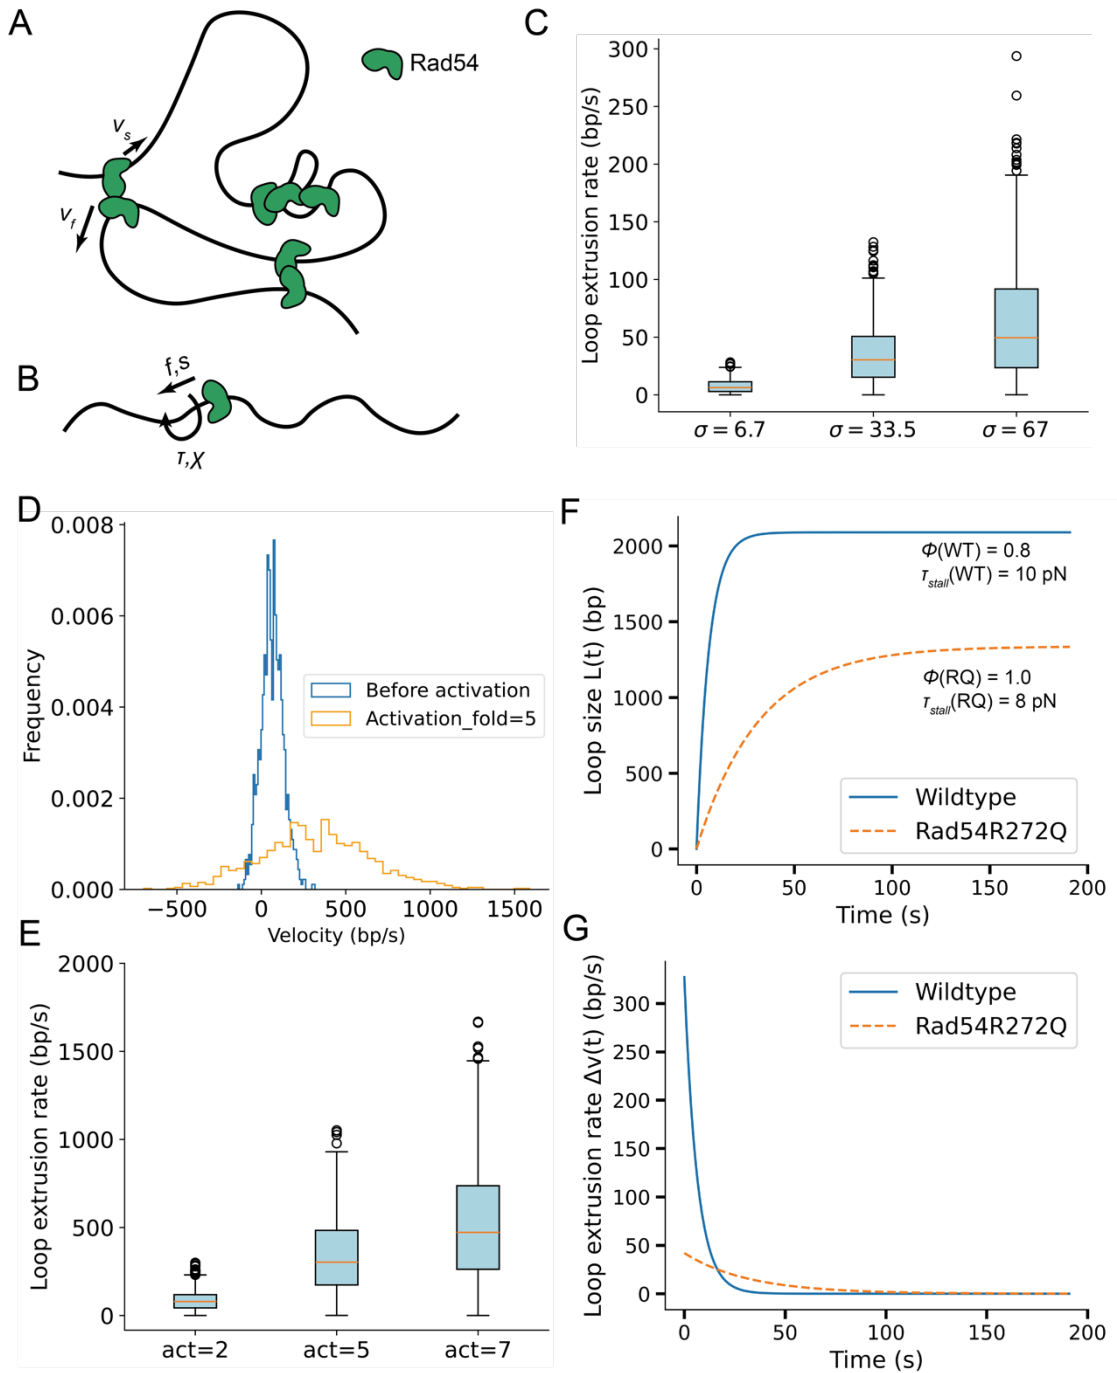 A
Rad54
v_s
v_f
B
f,s
τ,χ
C
Loop extrusion rate (bp/s)
300
250
200
150
100
50
0
σ = 6.7
σ = 33.5
σ = 67
D
Frequency
0.008
0.006
0.004
0.002
0.000
Before activation
Activation_fold=5
−500
0
500
1000
1500
Velocity (bp/s)
E
Loop extrusion rate (bp/s)
2000
1500
1000
500
0
act=2
act=5
act=7
F
Loop size L(t) (bp)
2000
1500
1000
500
0
Φ(WT) = 0.8
τ_stall(WT) = 10 pN
Φ(RQ) = 1.0
τ_stall(RQ) = 8 pN
Wildtype
Rad54R272Q
0
50
100
150
200
Time (s)
G
Loop extrusion rate Δv(t) (bp/s)
300
250
200
150
100
50
0
Wildtype
Rad54R272Q
0
50
100
150
200
Time (s)